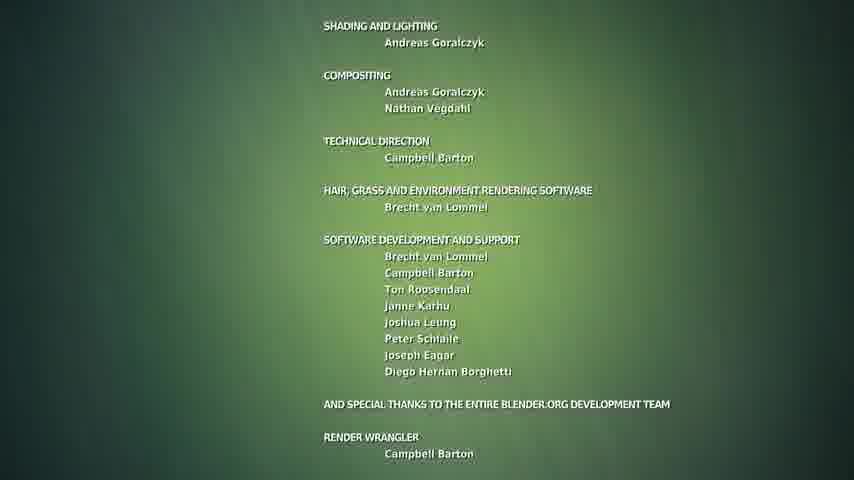 SHADING AND LIGHTING
Andreas Goralczyk
COMPOSITING
Andreas Goralczyk
Nathan Vegdahl
TECHNICAL DIRECTION
Campbell Barton
HAIR, GRASS AND ENVIRONMENT RENDERING SOFTWARE
Brecht van Lommel
SOFTWARE DEVELOPMENT AND SUPPORT
Brecht van Lommel
Campbell Barton
Ton Roosendaal
Janne Karhu
Joshua Leung
Peter Schlaile
Joseph Eagar
Diego Hernan Borghetti
AND SPECIAL THANKS TO THE ENTIRE BLENDER.ORG DEVELOPMENT TEAM
RENDER WRANGLER
Campbell Barton